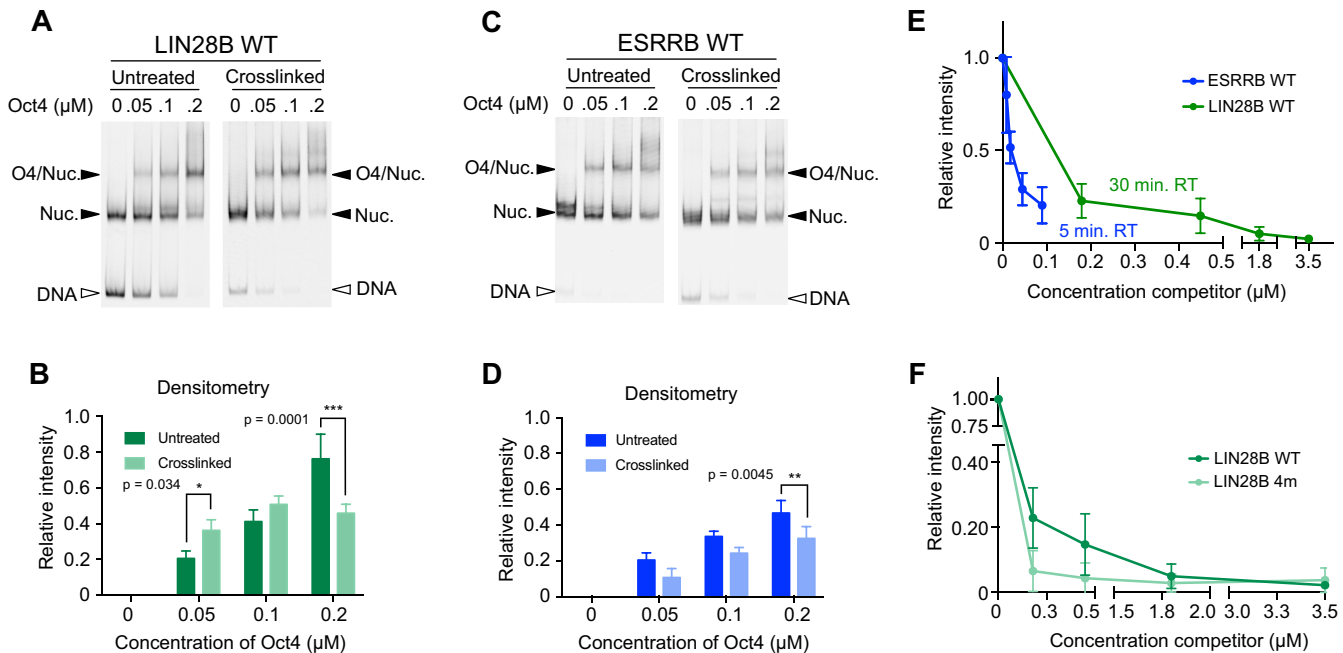 A
LIN28B WT
Untreated Crosslinked
Oct4 (µM) 0 .05 .1 .2 0 .05 .1 .2
O4/Nuc. O4/Nuc.
Nuc. Nuc.
DNA DNA
B
Densitometry
Relative intensity
1.0
0.8
0.6
0.4
0.2
0
Untreated
Crosslinked
p = 0.034
*
p = 0.0001
***
0 0.05 0.1 0.2
Concentration of Oct4 (µM)
C
ESRRB WT
Untreated Crosslinked
Oct4 (µM) 0 .05 .1 .2 0 .05 .1 .2
O4/Nuc. O4/Nuc.
Nuc. Nuc.
DNA DNA
D
Densitometry
Relative intensity
1.0
0.8
0.6
0.4
0.2
0
Untreated
Crosslinked
p = 0.0045
**
0 0.05 0.1 0.2
Concentration of Oct4 (µM)
E
Relative intensity
1.0
0.5
0
ESRRB WT
LIN28B WT
30 min. RT
5 min. RT
0 0.1 0.2 0.3 0.4 0.5 1.8 3.5
Concentration competitor (µM)
F
Relative intensity
1.00
0.75
0.40
0.20
0
LIN28B WT
LIN28B 4m
0 0.3 0.5 1.5 1.8 2.0 3.0 3.3 3.5
Concentration competitor (µM)